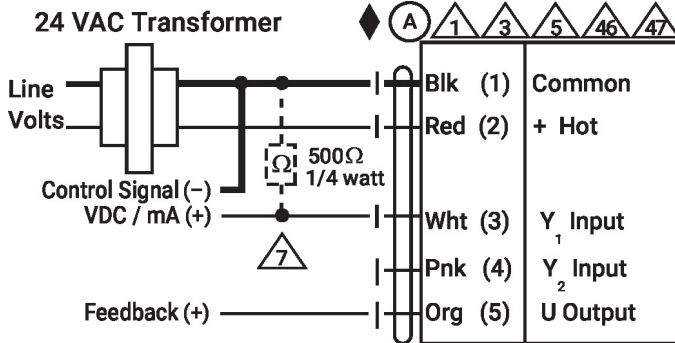 24 VAC Transformer
A 1 3 5 46 47
Line
Volts
Blk (1) Common
Red (2) + Hot
Ω 500Ω
1/4 watt
Control Signal (−)
VDC / mA (+)
Wht (3) Y1 Input
7
Pnk (4) Y2 Input
Feedback (+)
Org (5) U Output